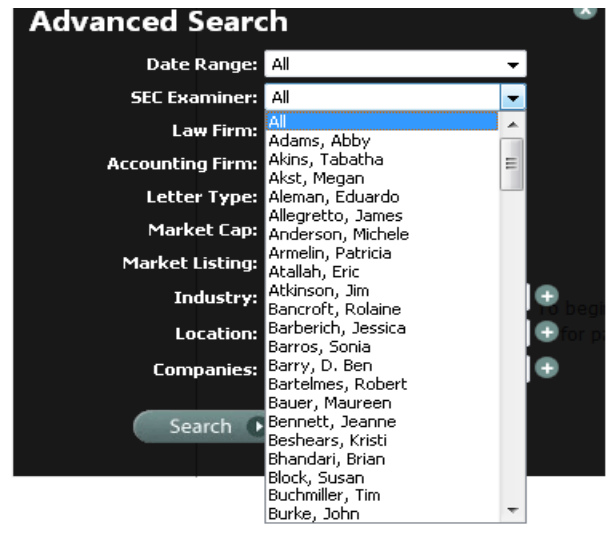 Advanced Search
Date Range: All
SEC Examiner: All
Law Firm:
Accounting Firm:
Letter Type:
Market Cap:
Market Listing:
Industry:
Location:
Companies:
Search
All
Adams, Abby
Akins, Tabatha
Akst, Megan
Aleman, Eduardo
Allegretto, James
Anderson, Michele
Armelin, Patricia
Atallah, Eric
Atkinson, Jim
Bancroft, Rolaine
Barberich, Jessica
Barros, Sonia
Barry, D. Ben
Bartelmes, Robert
Bauer, Maureen
Bennett, Jeanne
Beshears, Kristi
Bhandari, Brian
Block, Susan
Buchmiller, Tim
Burke, John
To begi
for p